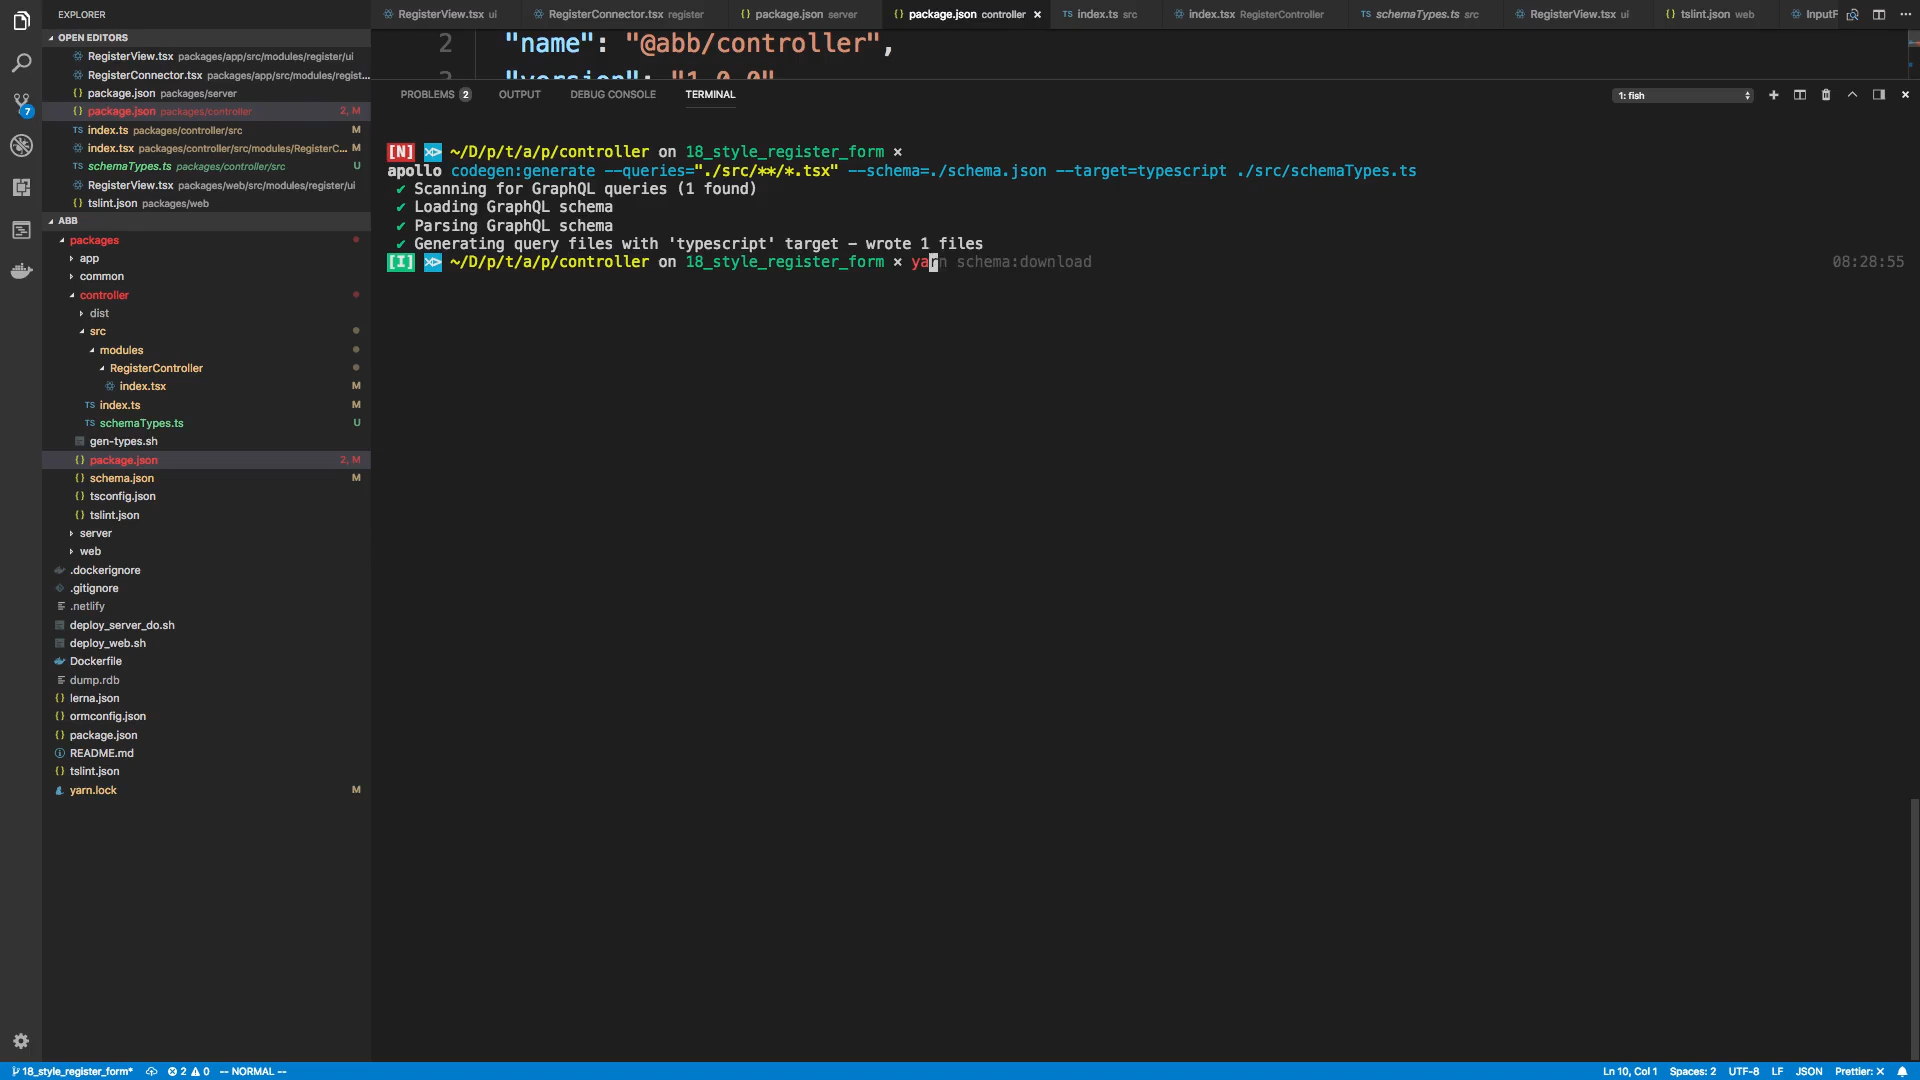 EXPLORER
OPEN EDITORS
RegisterView.tsx packages/app/src/modules/register/ui
RegisterConnector.tsx packages/app/src/modules/regist...
package.json packages/server
package.json packages/controller 2, M
index.ts packages/controller/src M
index.tsx packages/controller/src/modules/RegisterC... M
schemaTypes.ts packages/controller/src U
RegisterView.tsx packages/web/src/modules/register/ui
tslint.json packages/web
ABB
packages
app
common
controller
dist
src
modules
RegisterController
index.tsx M
index.ts M
schemaTypes.ts U
gen-types.sh
package.json 2, M
schema.json M
tsconfig.json
tslint.json
server
web
.dockerignore
.gitignore
.netlify
deploy_server_do.sh
deploy_web.sh
Dockerfile
dump.rdb
lerna.json
ormconfig.json
package.json
README.md
tslint.json
yarn.lock M
7
RegisterView.tsx ui RegisterConnector.tsx register package.json server package.json controller × index.ts src index.tsx RegisterController schemaTypes.ts src RegisterView.tsx ui tslint.json web InputF
2 "name": "@abb/controller",
PROBLEMS 2 OUTPUT DEBUG CONSOLE TERMINAL 1: fish
[N] ~/D/p/t/a/p/controller on 18_style_register_form ×
apollo codegen:generate --queries="./src/**/*.tsx" --schema=./schema.json --target=typescript ./src/schemaTypes.ts
✔ Scanning for GraphQL queries (1 found)
✔ Loading GraphQL schema
✔ Parsing GraphQL schema
✔ Generating query files with 'typescript' target - wrote 1 files
[I] ~/D/p/t/a/p/controller on 18_style_register_form × yarn schema:download 08:28:55
18_style_register_form* 2 0 -- NORMAL -- Ln 10, Col 1 Spaces: 2 UTF-8 LF JSON Prettier: ×